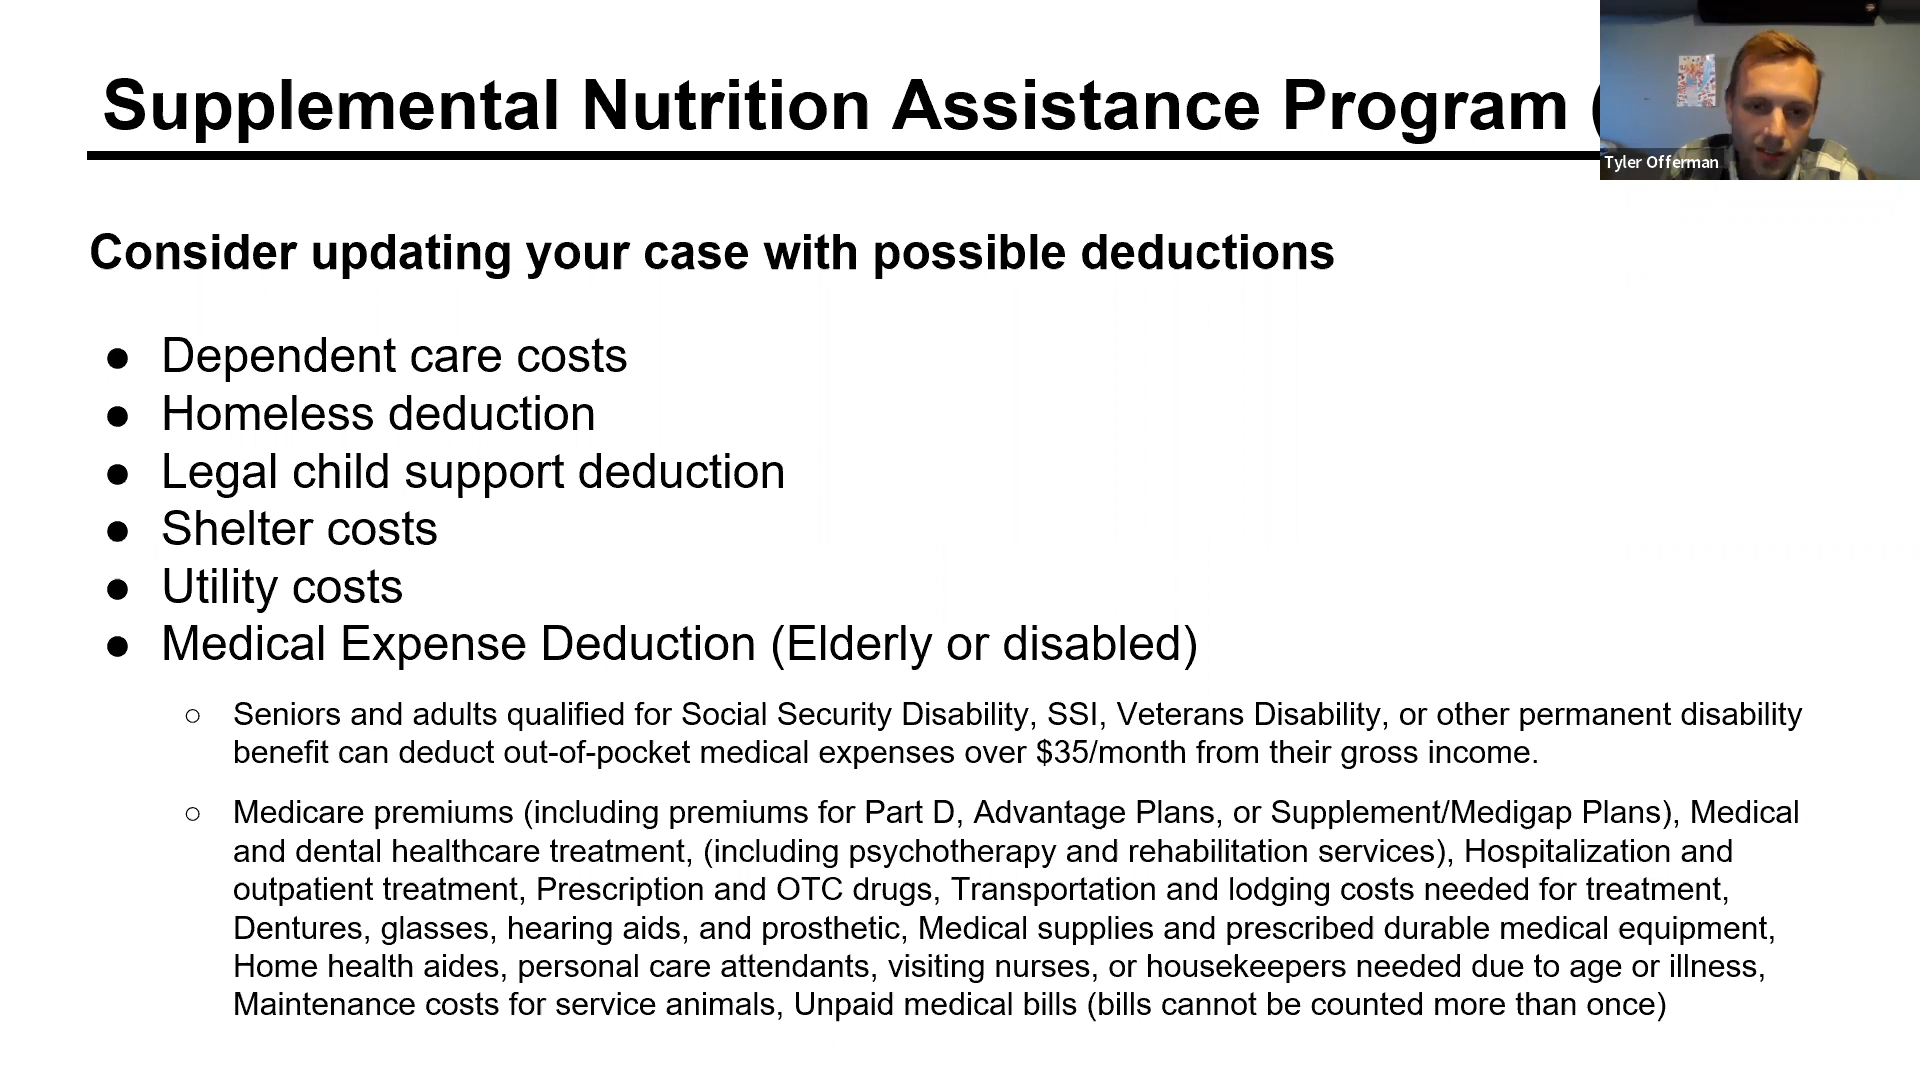 Supplemental Nutrition Assistance Program (
Tyler Offerman
Consider updating your case with possible deductions
● Dependent care costs
● Homeless deduction
● Legal child support deduction
● Shelter costs
● Utility costs
● Medical Expense Deduction (Elderly or disabled)
○ Seniors and adults qualified for Social Security Disability, SSI, Veterans Disability, or other permanent disability
benefit can deduct out-of-pocket medical expenses over $35/month from their gross income.
○ Medicare premiums (including premiums for Part D, Advantage Plans, or Supplement/Medigap Plans), Medical
and dental healthcare treatment, (including psychotherapy and rehabilitation services), Hospitalization and
outpatient treatment, Prescription and OTC drugs, Transportation and lodging costs needed for treatment,
Dentures, glasses, hearing aids, and prosthetic, Medical supplies and prescribed durable medical equipment,
Home health aides, personal care attendants, visiting nurses, or housekeepers needed due to age or illness,
Maintenance costs for service animals, Unpaid medical bills (bills cannot be counted more than once)